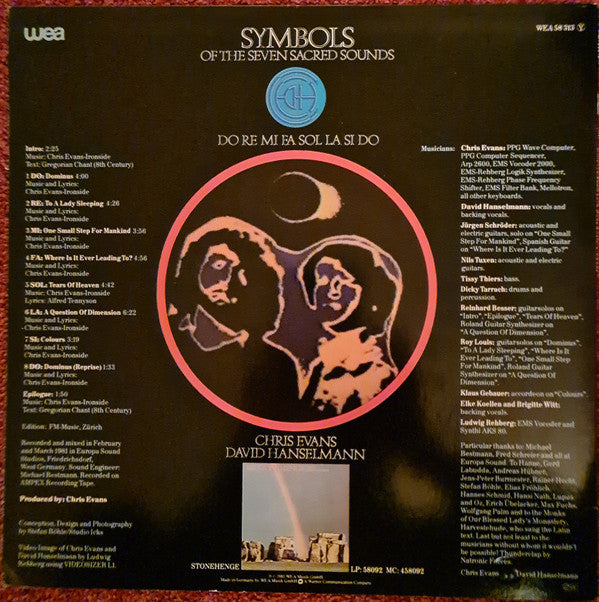 wea
SYMBOLS
OF THE SEVEN SACRED SOUNDS
WEA 58 313 Y
DO RE MI FA SOL LA SI DO
Intro: 2:25
Music: Chris Evans-Ironside
Text: Gregorian Chant (8th Century)
1 DO: Dominus 4:00
Music and Lyrics:
Chris Evans-Ironside
2 RE: To A Lady Sleeping 4:26
Music and Lyrics:
Chris Evans-Ironside
3 MI: One Small Step For Mankind 3:56
Music and Lyrics:
Chris Evans-Ironside
4 FA: Where Is It Ever Leading To? 4:56
Music and Lyrics:
Chris Evans-Ironside
5 SOL: Tears Of Heaven 4:42
Music: Chris Evans-Ironside
Lyrics: Alfred Tennyson
6 LA: A Question Of Dimension 6:22
Music and Lyrics:
Chris Evans-Ironside
7 SI: Colours 3:19
Music and Lyrics:
Chris Evans-Ironside
8 DO: Dominus (Reprise) 1:33
Music and Lyrics:
Chris Evans-Ironside
Epilogue: 1:50
Music: Chris Evans-Ironside
Text: Gregorian Chant (8th Century)
Edition: FM-Music, Zürich
Recorded and mixed in February
and March 1981 in Europa Sound
Studios, Friedrichsdorf,
West Germany. Sound Engineer:
Michael Bestmann. Recorded on
AMPEX Recording Tape.
Produced by: Chris Evans
Conception, Design and Photography
by Stefan Böhle/Studio Icks
Video Image of Chris Evans and
David Hanselmann by Ludwig
Rehberg using VIDEOSIZER I.I.
Musicians: Chris Evans: PPG Wave Computer,
PPG Computer Sequencer,
Arp 2600, EMS Vocoder 2000,
EMS-Rehberg Logik Synthesizer,
EMS-Rehberg Phase Frequency
Shifter, EMS Filter Bank, Mellotron,
all other keyboards.
David Hanselmann: vocals and
backing vocals.
Jürgen Schröder: acoustic and
electric guitars, solo on "One Small
Step For Mankind", Spanish Guitar
on "Where Is It Ever Leading To?"
Nils Tuxen: acoustic and electric
guitars.
Tissy Thiers: bass.
Dicky Tarrach: drums and
percussion.
Reinhard Besser: guitarsolos on
"Intro", "Epilogue", "Tears Of Heaven",
Roland Guitar Synthesizer on
"A Question Of Dimension".
Roy Louis: guitarsolos on "Dominus",
"To A Lady Sleeping", "Where Is It
Ever Leading To", "One Small Step
For Mankind", Roland Guitar
Synthesizer on "A Question Of
Dimension".
Klaus Gebauer: accordeon on "Colours".
Elke Koellen and Brigitte Witt:
backing vocals.
Ludwig Rehberg: EMS Vocoder and
Synthi AKS 80.
Particular thanks to: Michael
Bestmann, Fred Schreier and all at
Europa Sound. To Hanne, Gerd
Labudda, Andreas Hübner,
Jens-Peter Burmester, Rainer Hecht,
Stefan Böhle, Elias Fröhlich,
Hannes Schmid, Hansi Nath, Lupus
and Oz, Erich Übelacker, Max Fuchs,
Wolfgang Palm and to the Monks
of Our Blessed Lady's Monastery,
Harvestehude, who sang the Latin
text. Last but not least to the
musicians without whom it wouldn't
be possible! Thunderclap by
Natronic Forces.
Chris Evans David Hanselmann
CHRIS EVANS
DAVID HANSELMANN
STONEHENGE
LP: 58092 MC: 458092
℗ © 1981 WEA Musik GmbH
Made in Germany by WEA Musik GmbH A Warner Communications Company